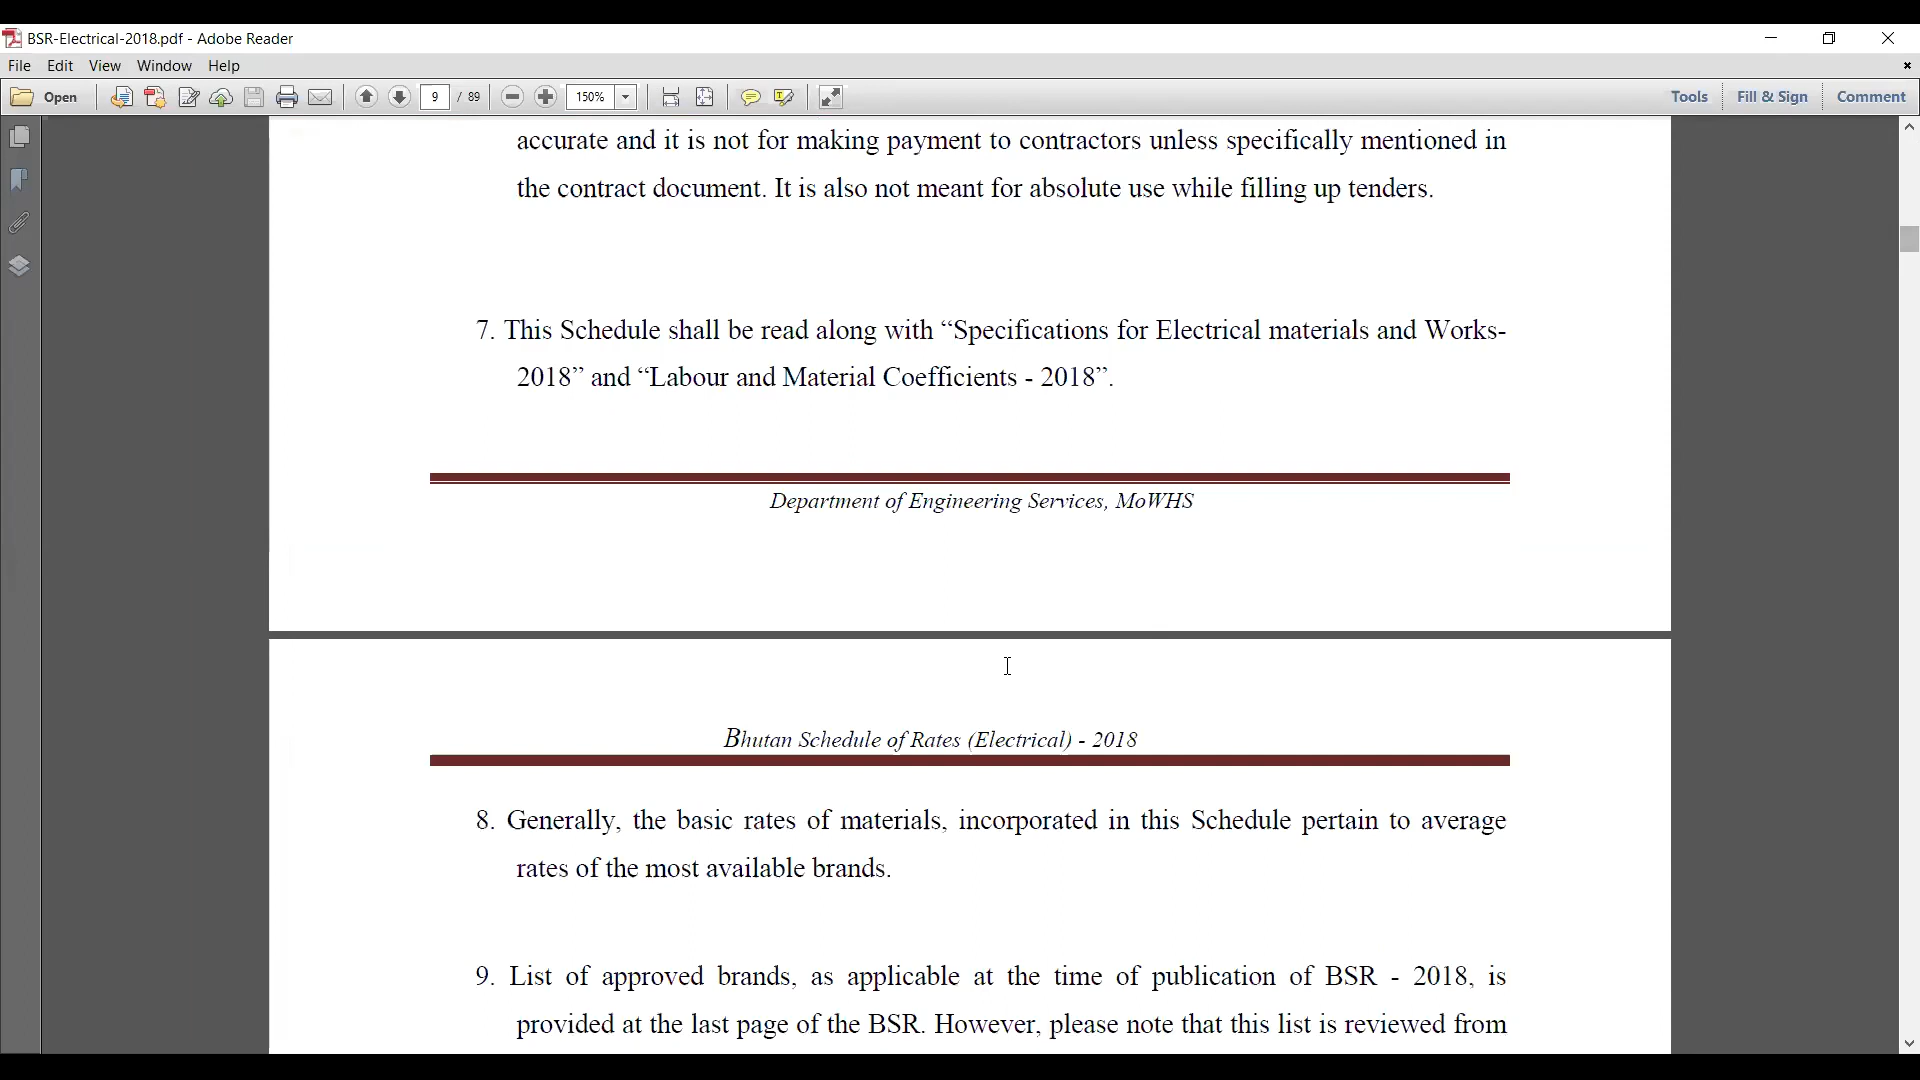 BSR-Electrical-2018.pdf - Adobe Reader
File Edit View Window Help
Open 9 / 89 150% Tools Fill & Sign Comment
accurate and it is not for making payment to contractors unless specifically mentioned in
the contract document. It is also not meant for absolute use while filling up tenders.
7. This Schedule shall be read along with “Specifications for Electrical materials and Works-
2018” and “Labour and Material Coefficients - 2018”.
Department of Engineering Services, MoWHS
Bhutan Schedule of Rates (Electrical) - 2018
8. Generally, the basic rates of materials, incorporated in this Schedule pertain to average
rates of the most available brands.
9. List of approved brands, as applicable at the time of publication of BSR - 2018, is
provided at the last page of the BSR. However, please note that this list is reviewed from